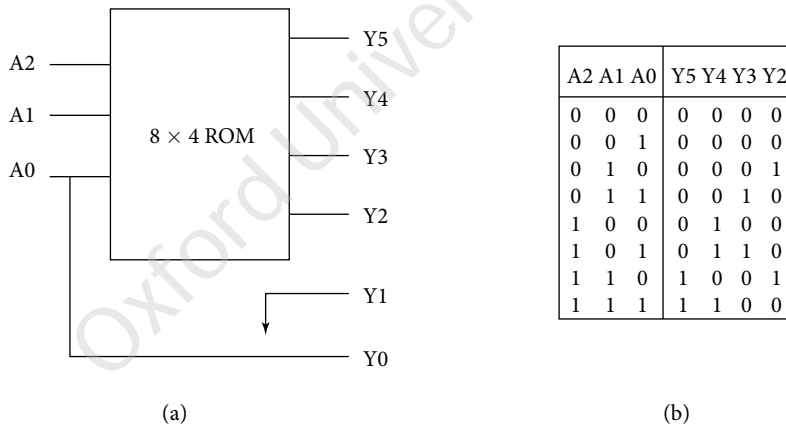 Oxford Univer
A2
A1
A0
8 × 4 ROM
Y5
Y4
Y3
Y2
Y1
Y0
(a)
A2 A1 A0 Y5 Y4 Y3 Y2
0 0 0 0 0 0 0
0 0 1 0 0 0 0
0 1 0 0 0 0 1
0 1 1 0 0 1 0
1 0 0 0 1 0 0
1 0 1 0 1 1 0
1 1 0 1 0 0 1
1 1 1 1 1 0 0
(b)